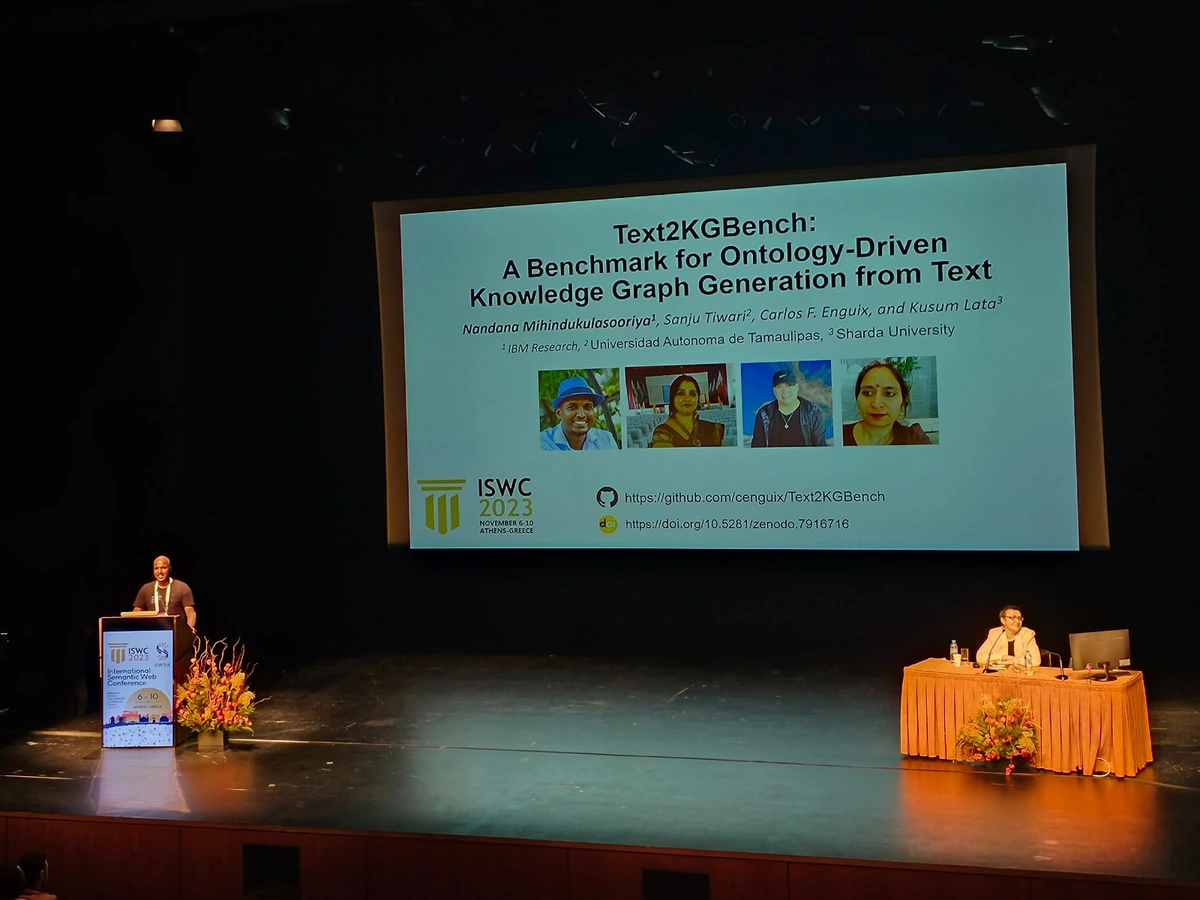 Text2KGBench:
A Benchmark for Ontology-Driven
Knowledge Graph Generation from Text
Nandana Mihindukulasooriya¹, Sanju Tiwari², Carlos F. Enguix, and Kusum Lata³
¹ IBM Research, ² Universidad Autonoma de Tamaulipas, ³ Sharda University
ISWC
2023
NOVEMBER 6-10
ATHENS-GREECE
https://github.com/cenguix/Text2KGBench
doi
https://doi.org/10.5281/zenodo.7916716
ISWC
2023
SWSA
International
Semantic Web
Conference
6 – 10